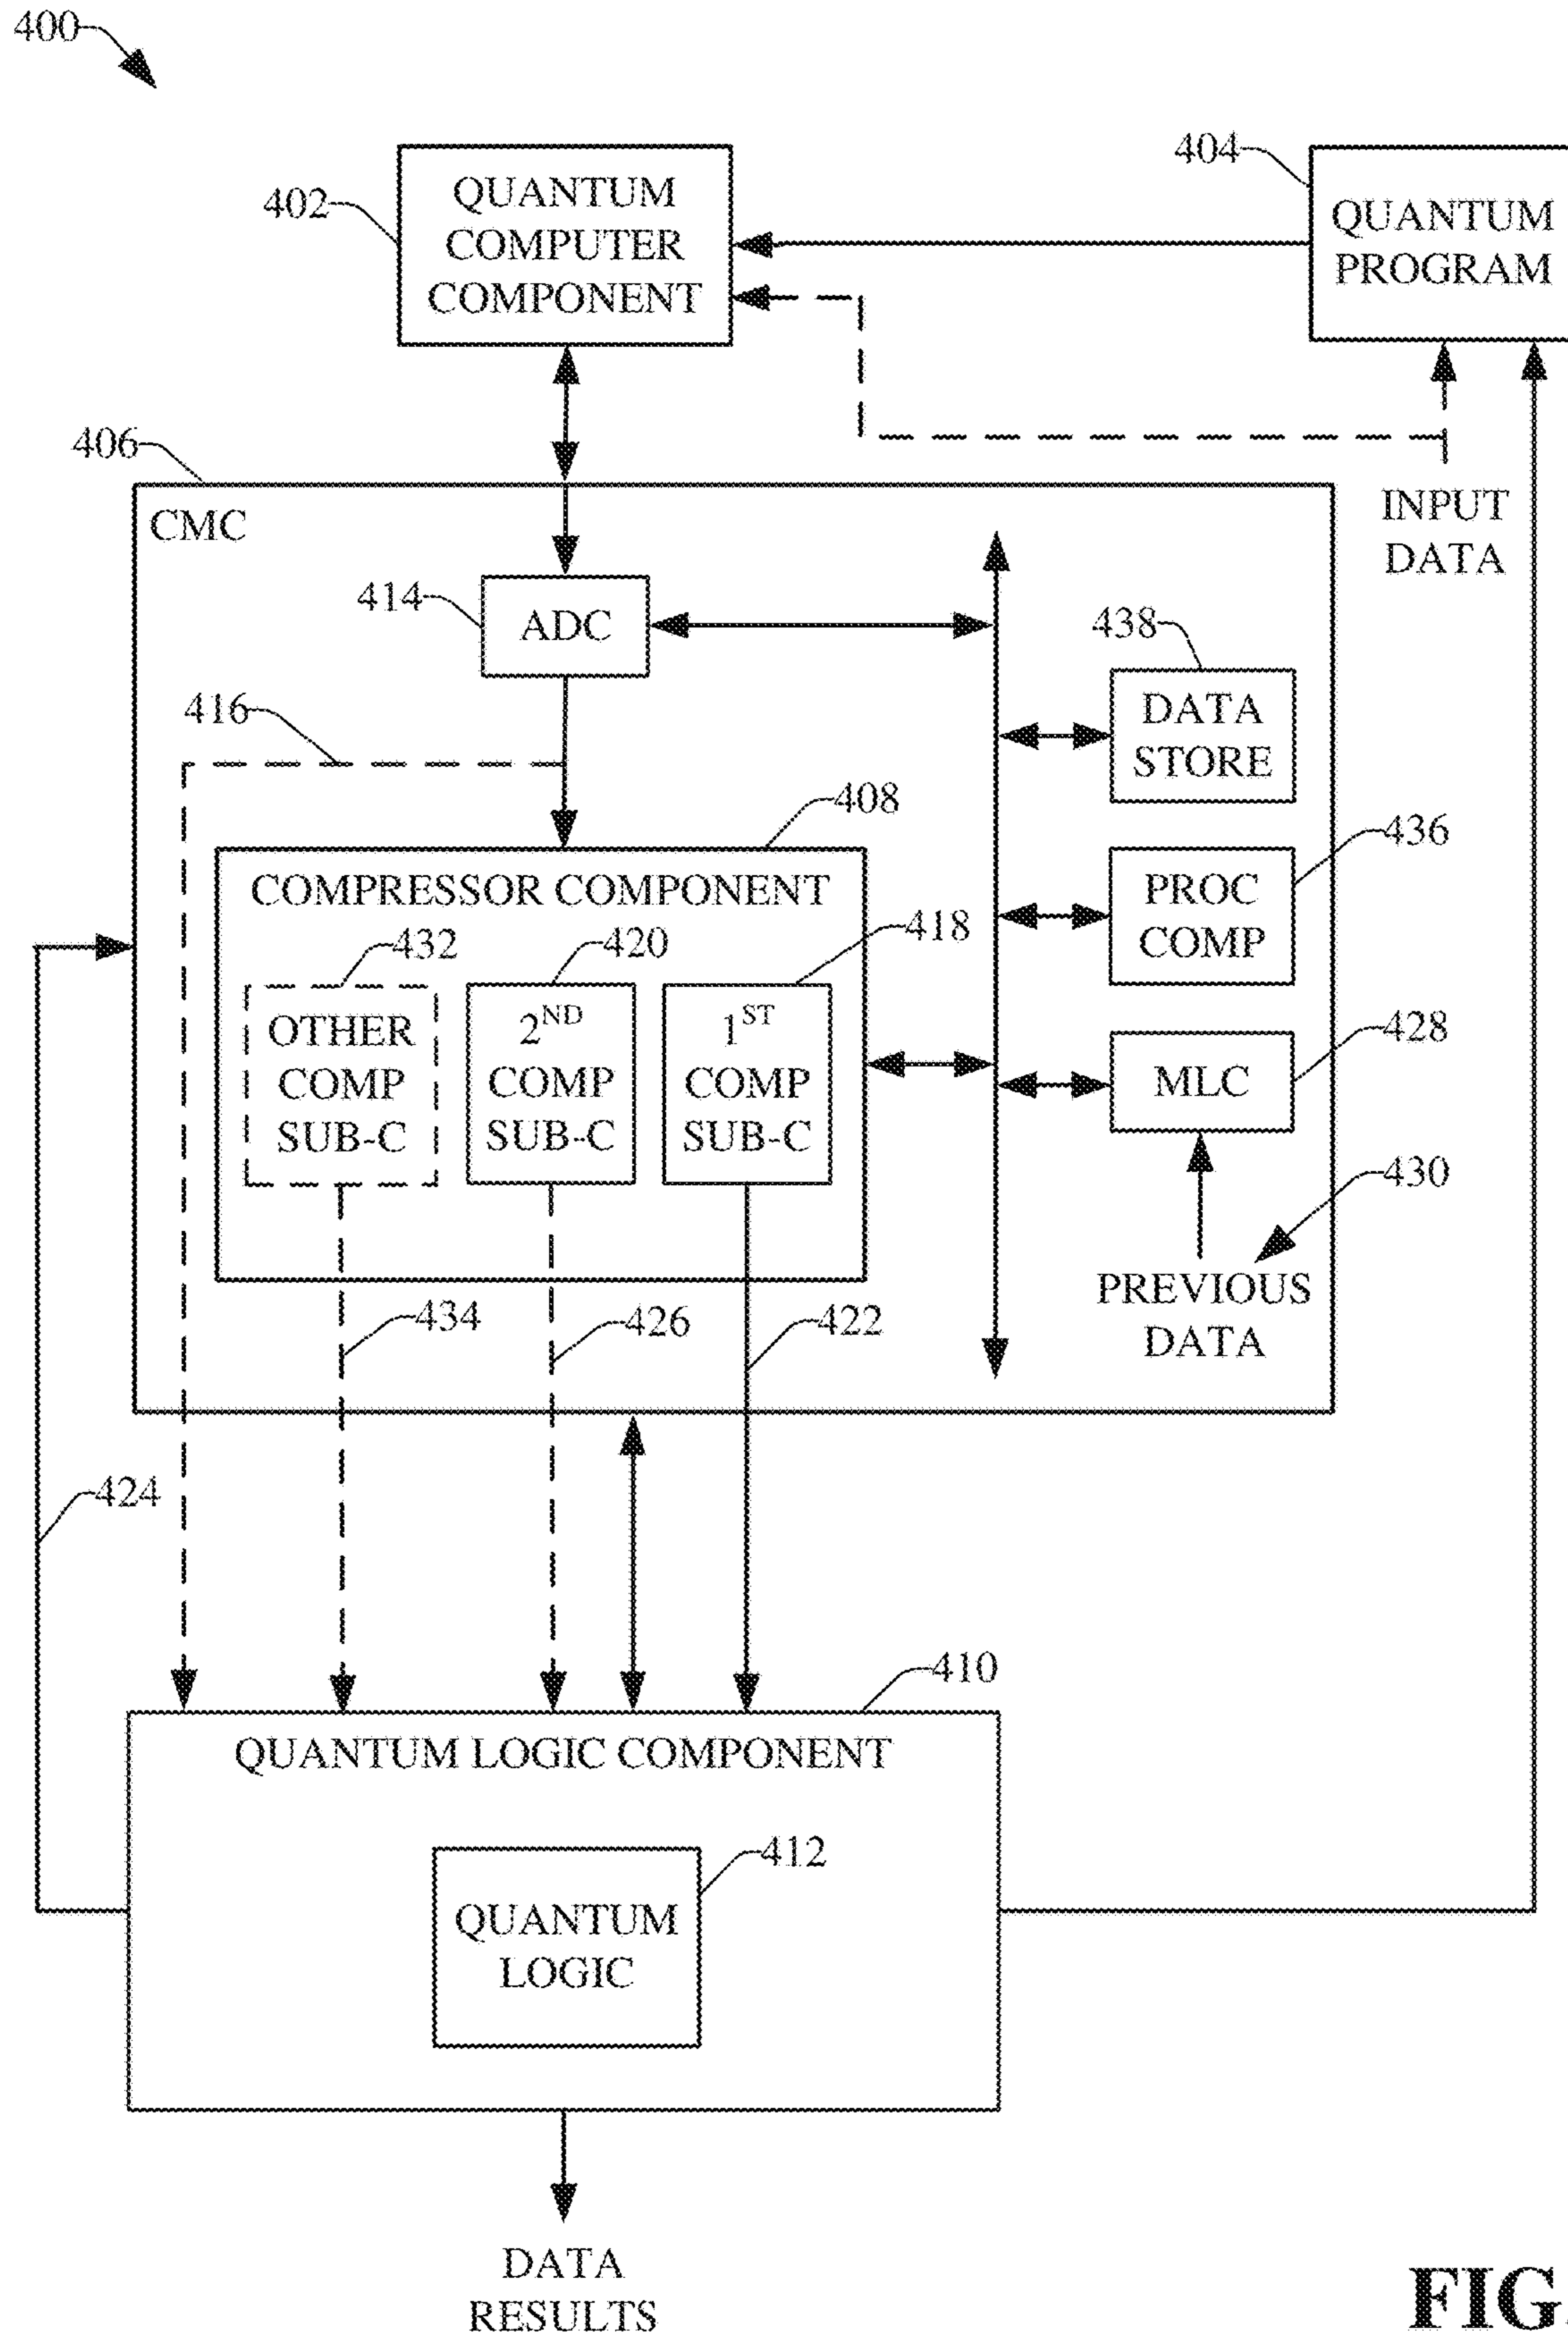 400
402
QUANTUM
COMPUTER
COMPONENT
404
QUANTUM
PROGRAM
406
CMC
INPUT
DATA
414
ADC
438
DATA
STORE
416
408
436
COMPRESSOR COMPONENT
PROC
COMP
432
420
418
OTHER
COMP
SUB-C
2ND
COMP
SUB-C
1ST
COMP
SUB-C
428
MLC
430
PREVIOUS
DATA
434
426
422
424
410
QUANTUM LOGIC COMPONENT
412
QUANTUM
LOGIC
DATA
RESULTS
FIG.